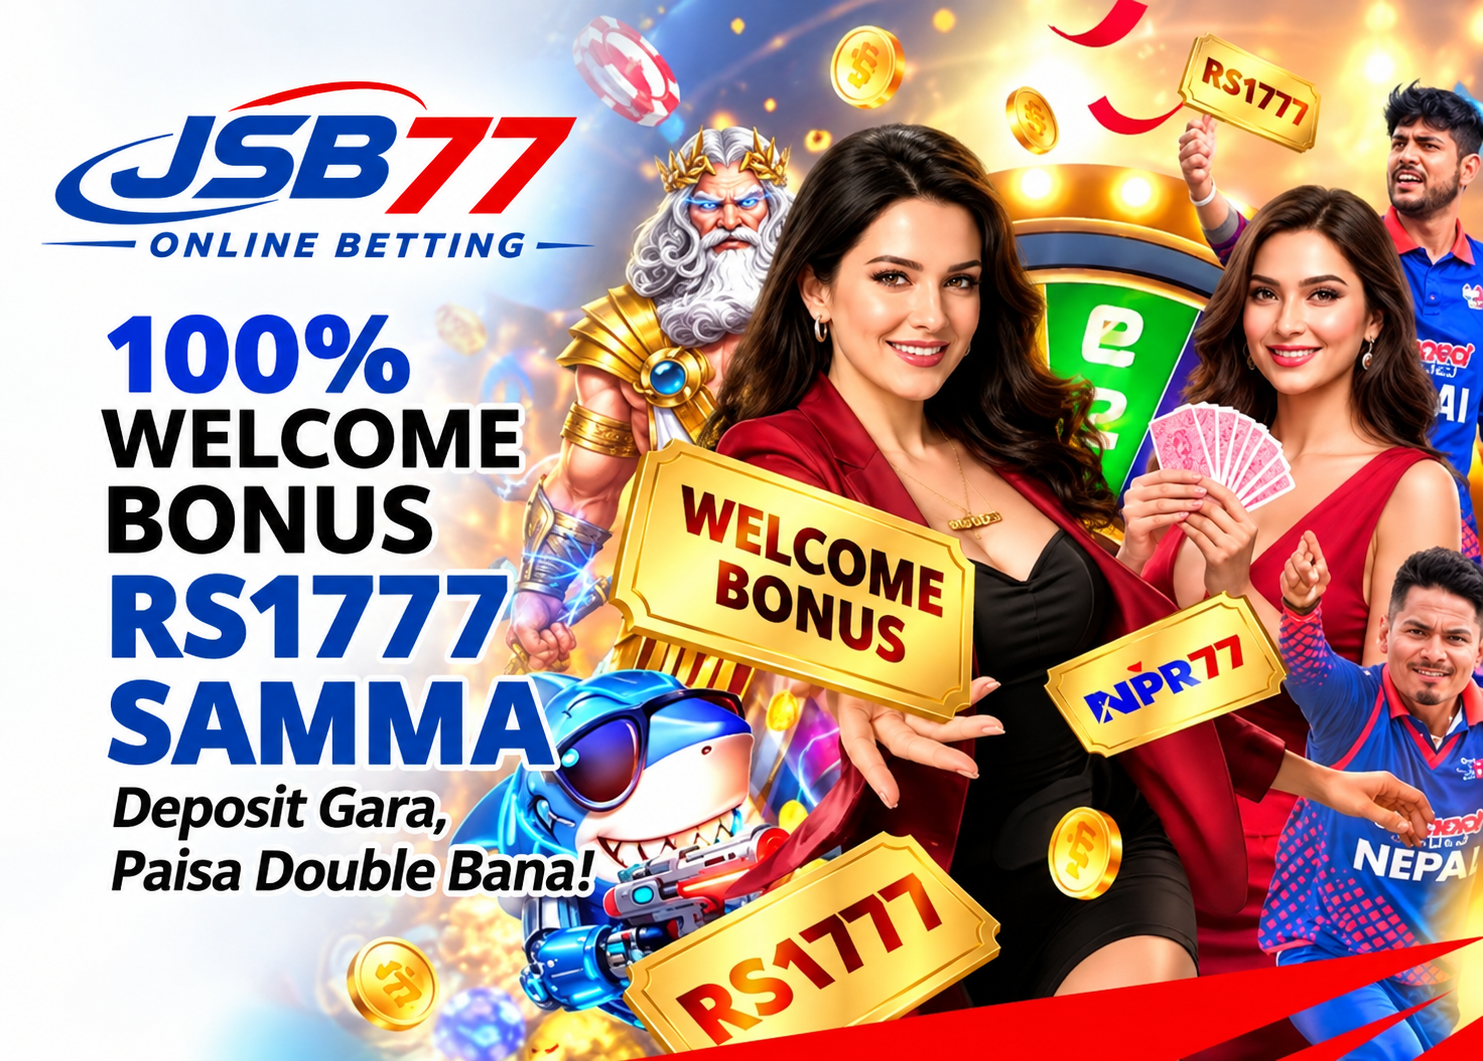 JSB77
ONLINE BETTING
100%
WELCOME
BONUS
RS1777
SAMMA
Deposit Gara,
Paisa Double Bana!
RS1777
WELCOME
BONUS
NPR77
RS1777
NEPAL